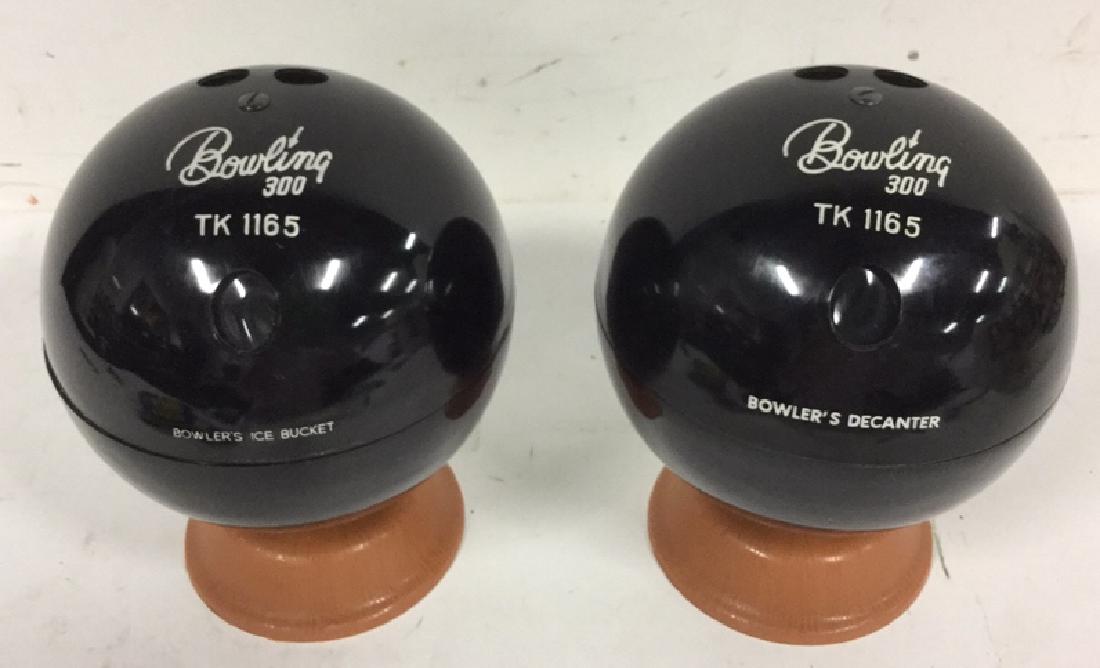 Bowling
300
TK 1165
BOWLER'S ICE BUCKET
Bowling
300
TK 1165
BOWLER'S DECANTER